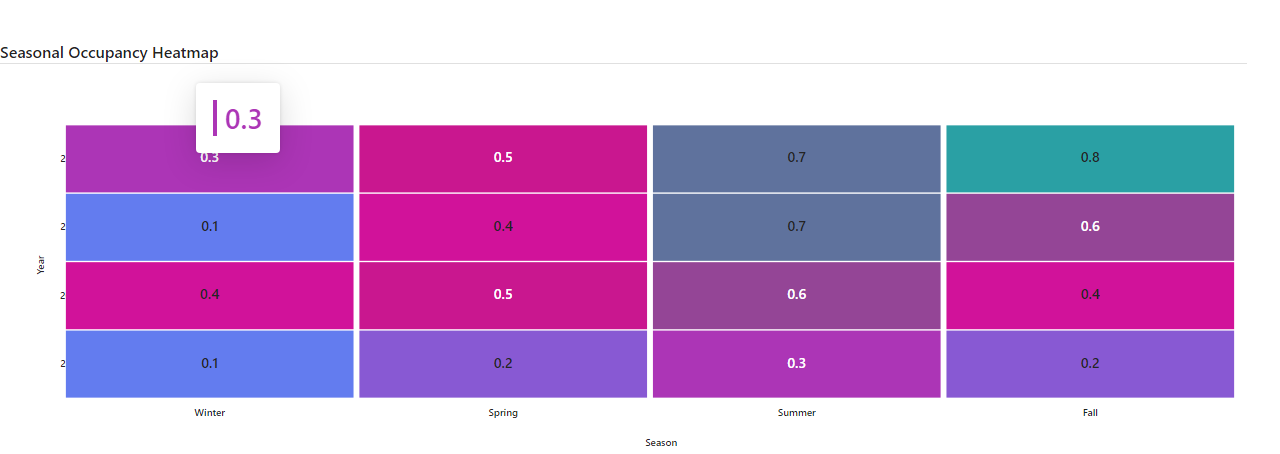 Seasonal Occupancy Heatmap
0.3
2 0.3 0.5 0.7 0.8
2 0.1 0.4 0.7 0.6
Year
2 0.4 0.5 0.6 0.4
2 0.1 0.2 0.3 0.2
Winter Spring Summer Fall
Season